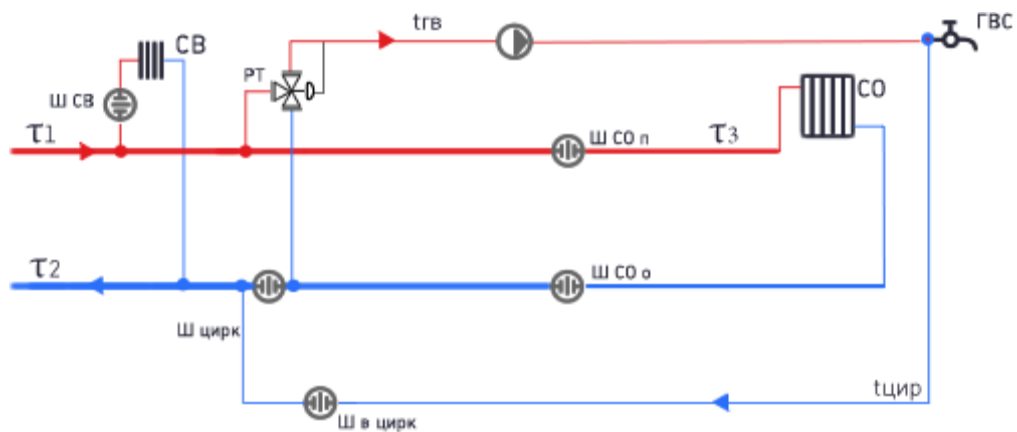 tгв
ГВС
СВ
РТ
Ш СВ
СО
τ1
Ш СО п
τ3
τ2
Ш СО о
Ш цирк
tцир
Ш в цирк